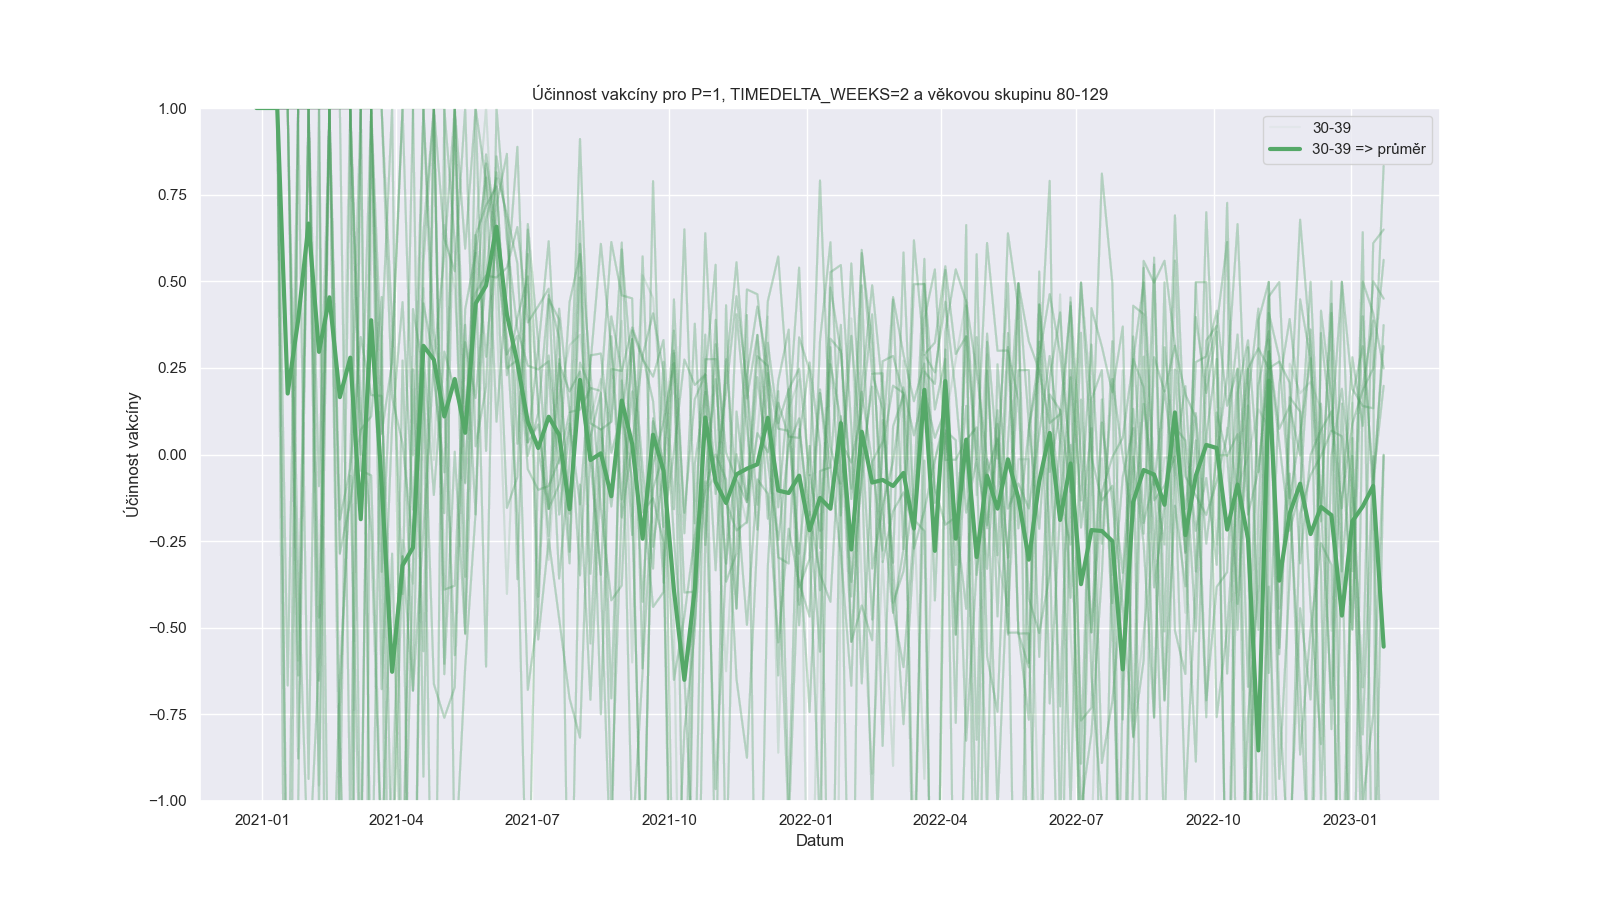 Účinnost vakcíny pro P=1, TIMEDELTA_WEEKS=2 a věkovou skupinu 80-129
30-39
30-39 => průměr
Účinnost vakcíny
1.00
0.75
0.50
0.25
0.00
−0.25
−0.50
−0.75
−1.00
2021-01 2021-04 2021-07 2021-10 2022-01 2022-04 2022-07 2022-10 2023-01
Datum